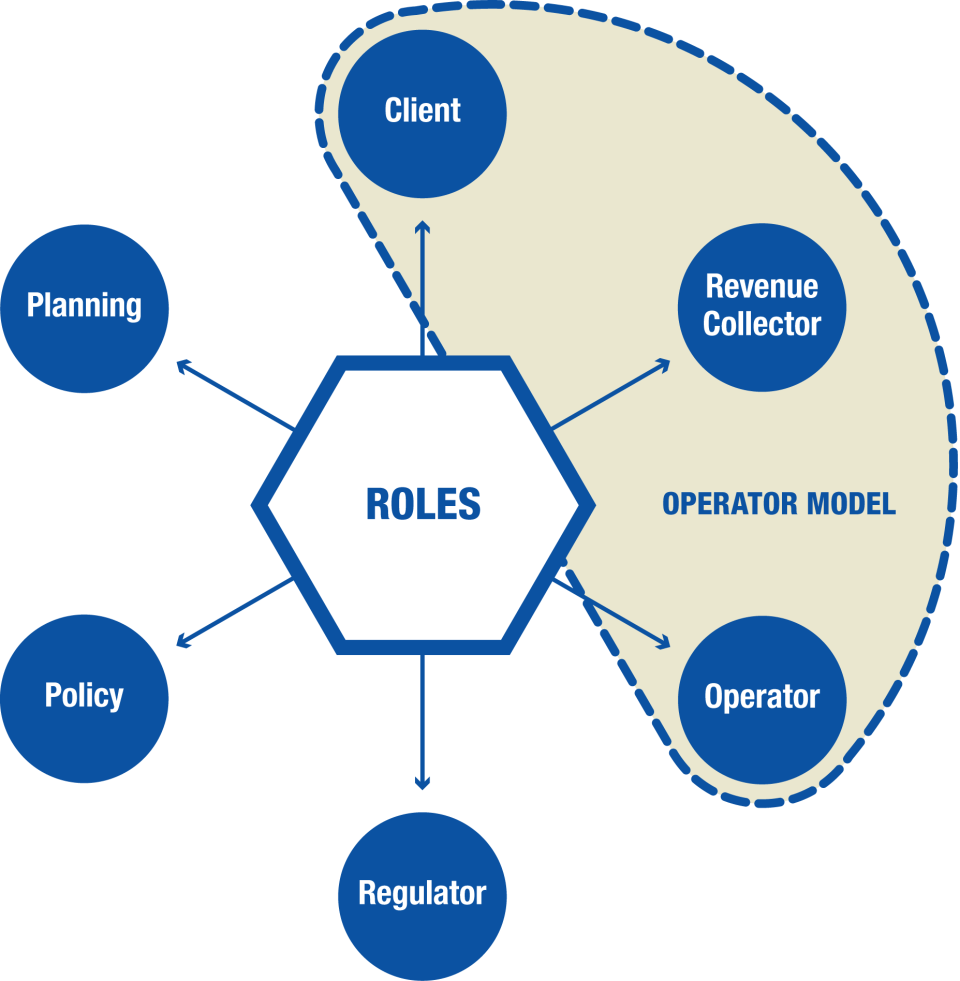 Client
Planning
Revenue
Collector
ROLES
OPERATOR MODEL
Policy
Operator
Regulator